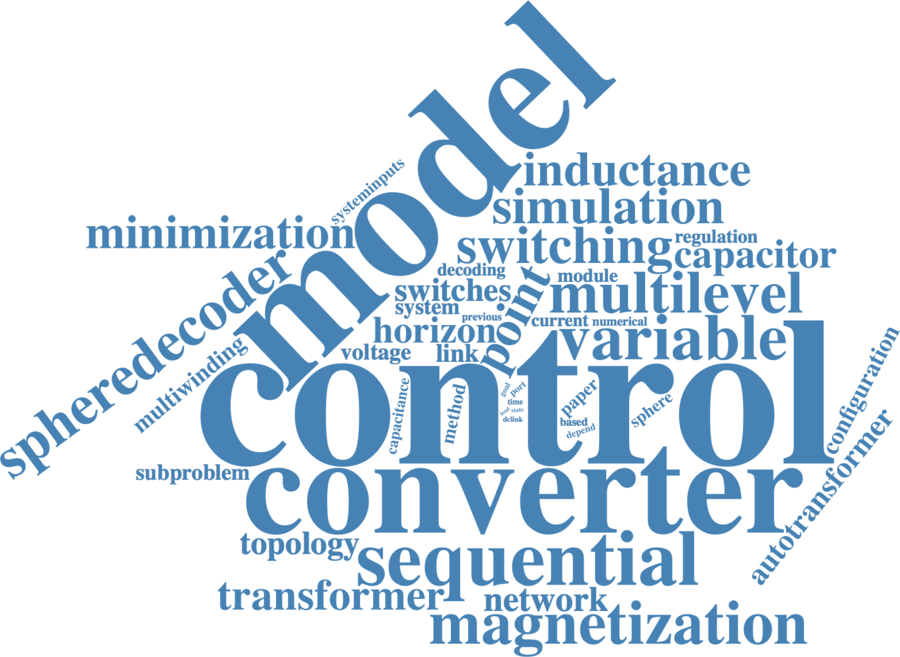 model
inductance
systeminputs
simulation
minimization
switching
regulation
capacitor
spheredecoder
decoding
module
switches
point
multilevel
system
previous
current
numerical
horizon
variable
multiwinding
voltage
link
control
configuration
capacitance
method
goal
port
time
paper
sphere
load
state
dclink
based
depend
autotransformer
subproblem
converter
topology
sequential
transformer
network
magnetization